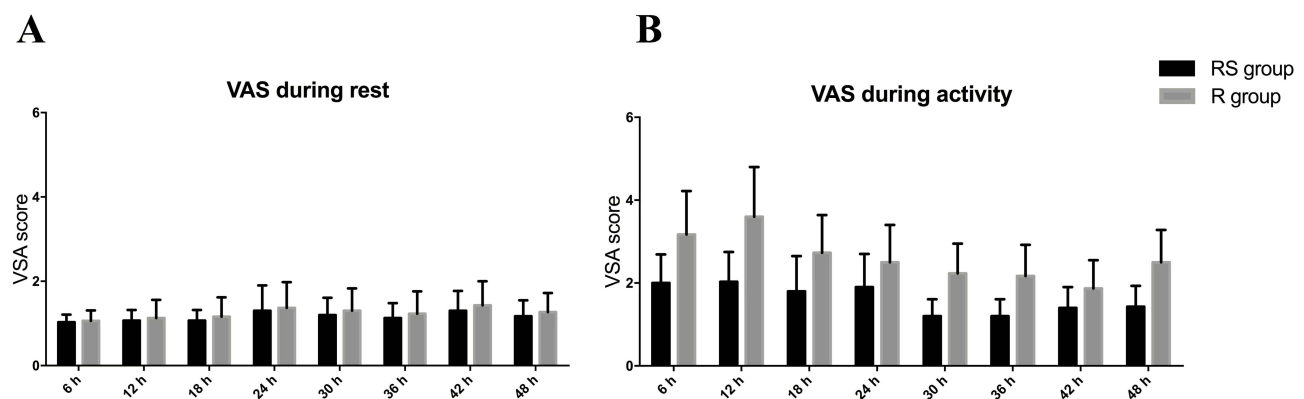 A
VAS during rest
VSA score
6
4
2
0
6 h
12 h
18 h
24 h
30 h
36 h
42 h
48 h
B
VAS during activity
VSA score
6
4
2
0
6 h
12 h
18 h
24 h
30 h
36 h
42 h
48 h
RS group
R group